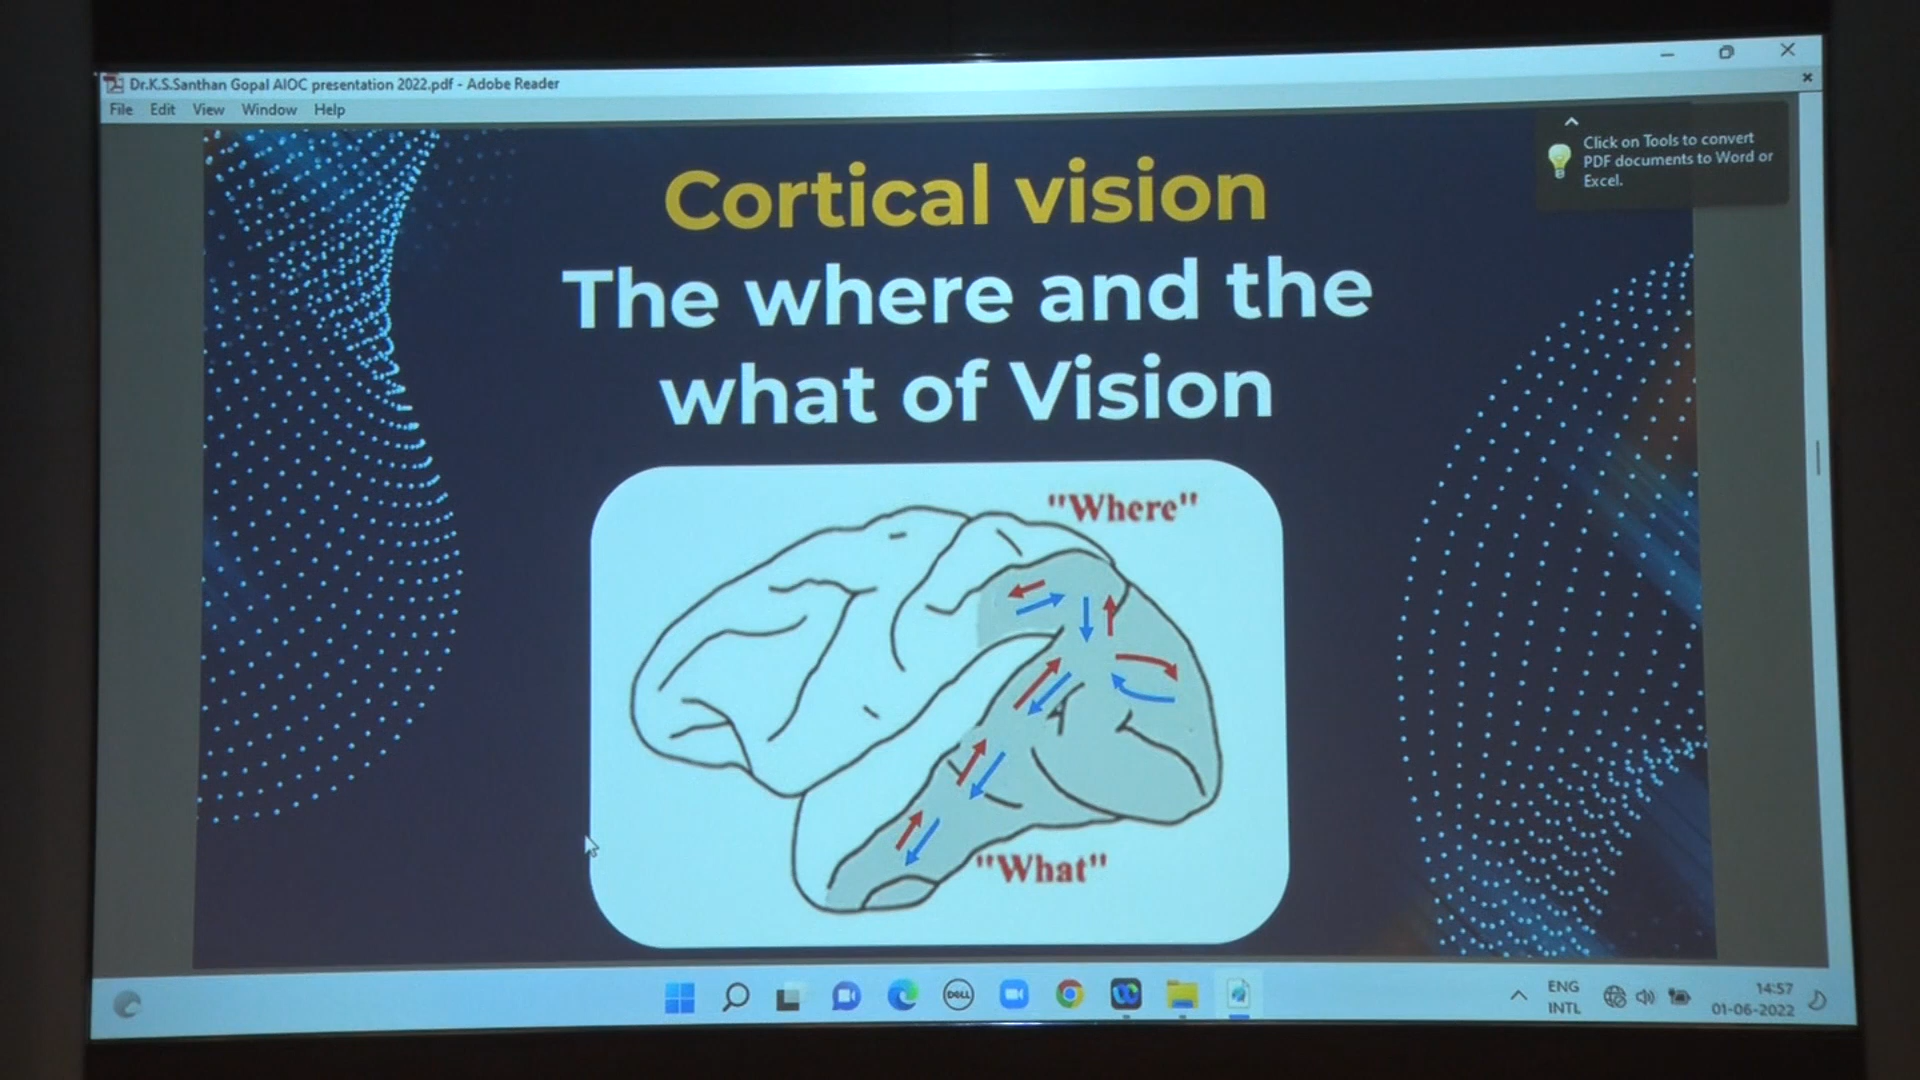 Dr.K.S.Santhan Gopal AIOC presentation 2022.pdf - Adobe Reader
File Edit View Window Help
Click on Tools to convert
PDF documents to Word or
Excel.
Cortical vision
The where and the
what of Vision
"Where"
"What"
DELL
ENG
INTL
14:57
01-06-2022